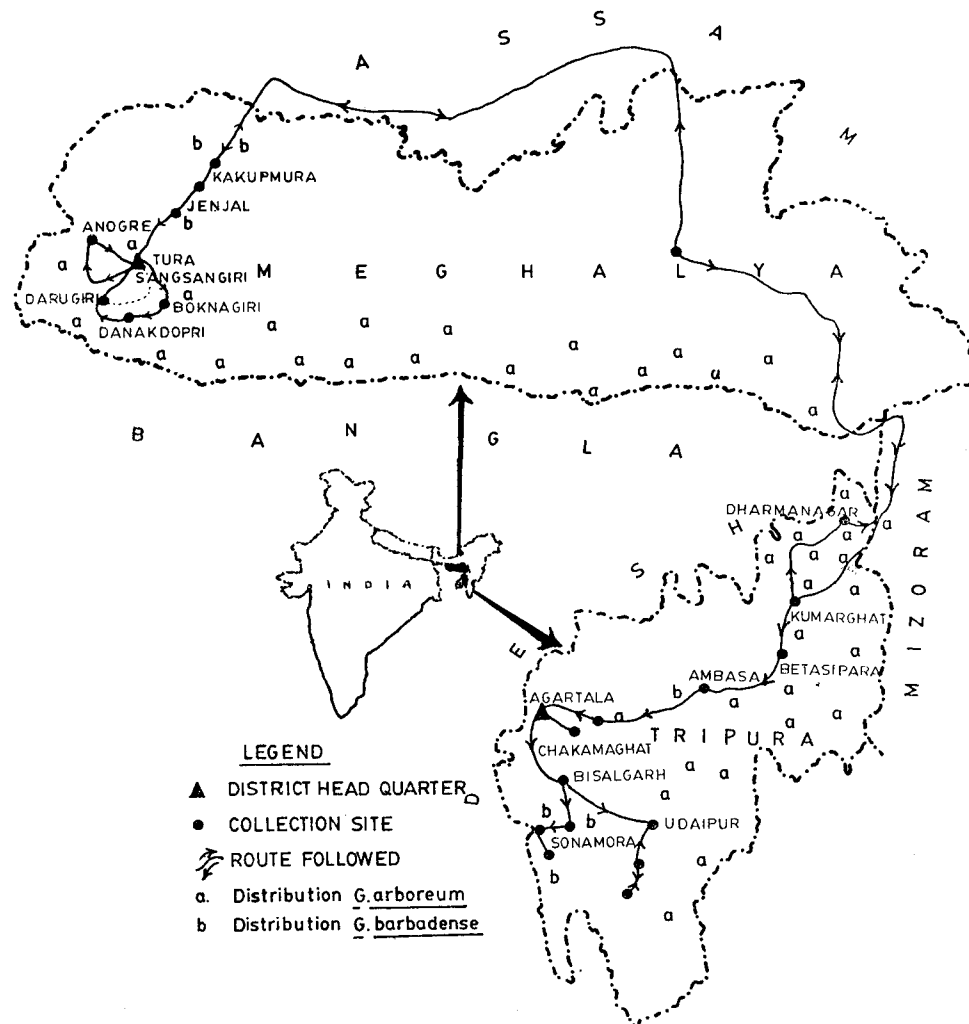 A S S A M
b b
KAKUPMURA
JENJAL
b
ANOGRE
a
TURA
SANGSANGIRI
a
M E G H A L Y A
DARUGIRI
a
BOKNAGIRI
a
DANAKDOPRI
a a a
a a a a a a a a a a a a
a
B A N G L A D E S H
a
DHARMANAGAR
a
a a a
a a
a a
KUMARGHAT
a
BETASIPARA
a
MIZORAM
INDIA
AMBASA
b
a a
AGARTALA
a
a a
CHAKAMAGHAT
TRIPURA
a a
BISALGARH
a
b b
UDAIPUR
SONAMORA
b
a
a
LEGEND
DISTRICT HEAD QUARTER
COLLECTION SITE
ROUTE FOLLOWED
a. Distribution G. arboreum
b Distribution G. barbadense